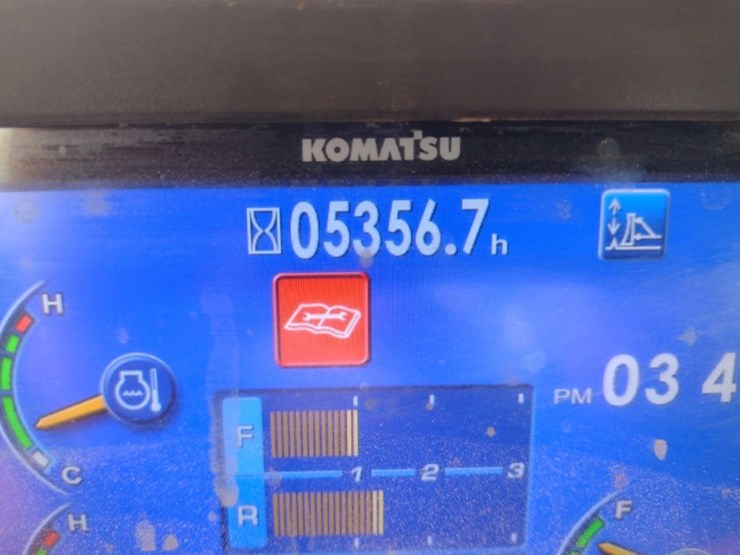 KOMATSU
05356.7h
H
PM 03 4
C
F
1 2 3
R
H
F